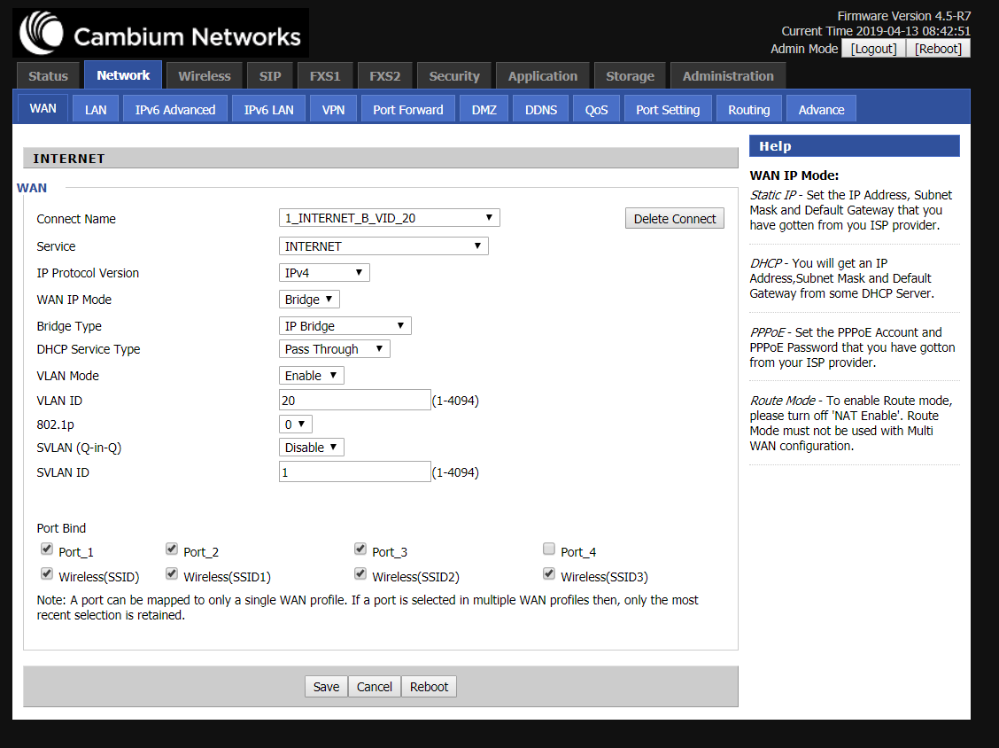 Cambium Networks
Firmware Version 4.5-R7
Current Time 2019-04-13 08:42:51
Admin Mode [Logout] [Reboot]
Status Network Wireless SIP FXS1 FXS2 Security Application Storage Administration
WAN LAN IPv6 Advanced IPv6 LAN VPN Port Forward DMZ DDNS QoS Port Setting Routing Advance
INTERNET
WAN
Connect Name 1_INTERNET_B_VID_20 Delete Connect
Service INTERNET
IP Protocol Version IPv4
WAN IP Mode Bridge
Bridge Type IP Bridge
DHCP Service Type Pass Through
VLAN Mode Enable
VLAN ID 20 (1-4094)
802.1p 0
SVLAN (Q-in-Q) Disable
SVLAN ID 1 (1-4094)
Port Bind
Port_1 Port_2 Port_3 Port_4
Wireless(SSID) Wireless(SSID1) Wireless(SSID2) Wireless(SSID3)
Note: A port can be mapped to only a single WAN profile. If a port is selected in multiple WAN profiles then, only the most
recent selection is retained.
Save Cancel Reboot
Help
WAN IP Mode:
Static IP - Set the IP Address, Subnet
Mask and Default Gateway that you
have gotten from you ISP provider.
DHCP - You will get an IP
Address,Subnet Mask and Default
Gateway from some DHCP Server.
PPPoE - Set the PPPoE Account and
PPPoE Password that you have gotton
from your ISP provider.
Route Mode - To enable Route mode,
please turn off 'NAT Enable'. Route
Mode must not be used with Multi
WAN configuration.